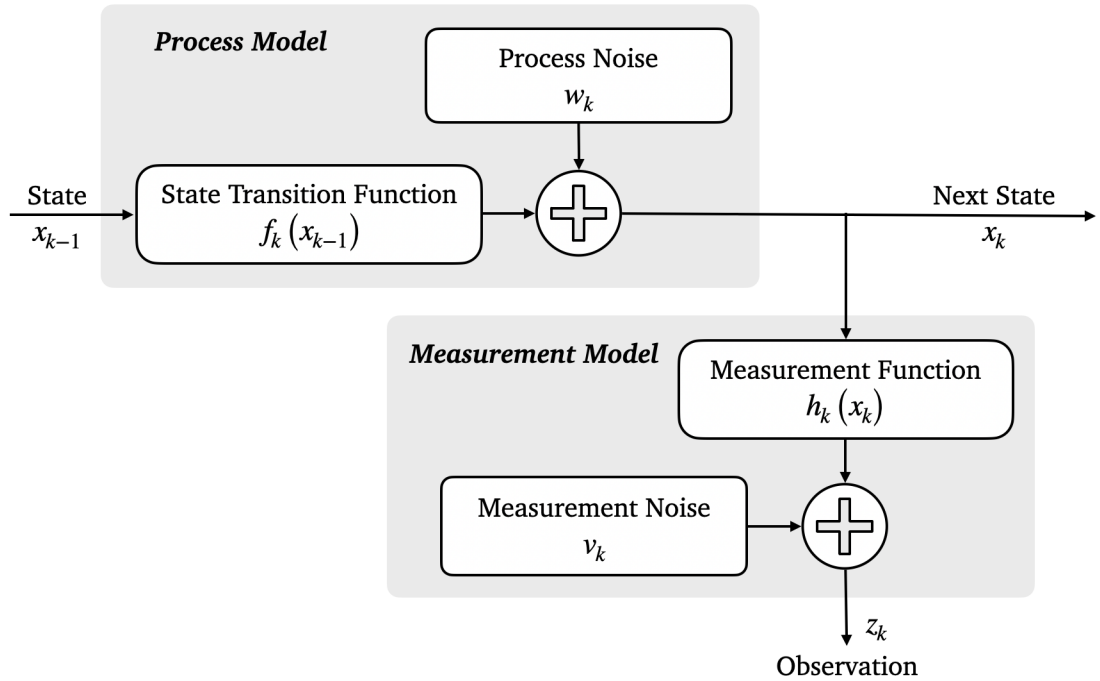 Process Model
Process Noise
w_k
State
x_{k−1}
State Transition Function
f_k (x_{k−1})
Next State
x_k
Measurement Model
Measurement Function
h_k (x_k)
Measurement Noise
v_k
z_k
Observation